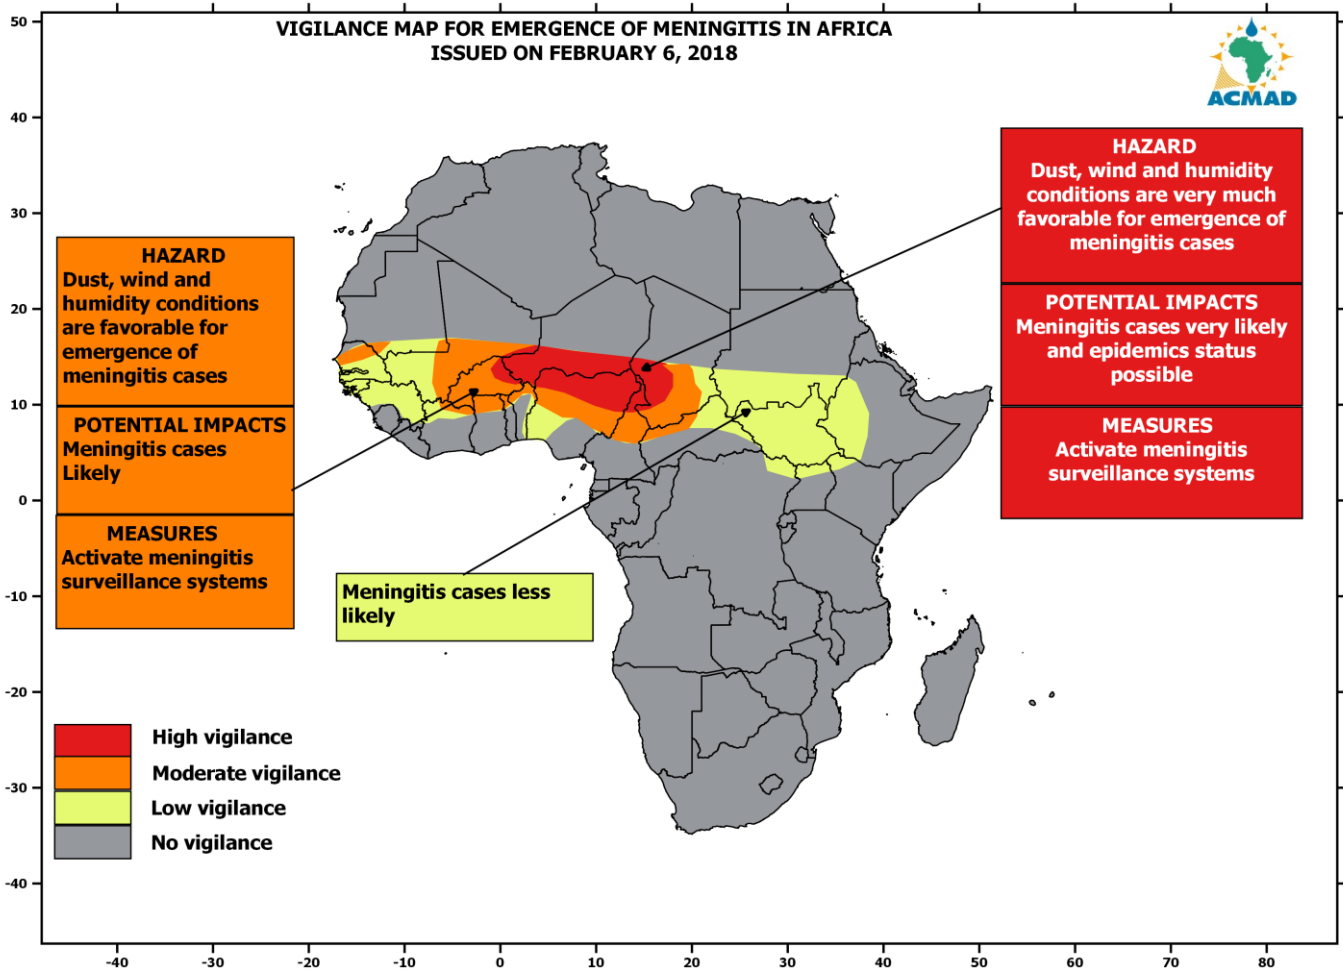 VIGILANCE MAP FOR EMERGENCE OF MENINGITIS IN AFRICA
ISSUED ON FEBRUARY 6, 2018
ACMAD
HAZARD
Dust, wind and humidity
conditions are very much
favorable for emergence of
meningitis cases
POTENTIAL IMPACTS
Meningitis cases very likely
and epidemics status
possible
MEASURES
Activate meningitis
surveillance systems
HAZARD
Dust, wind and
humidity conditions
are favorable for
emergence of
meningitis cases
POTENTIAL IMPACTS
Meningitis cases
Likely
MEASURES
Activate meningitis
surveillance systems
Meningitis cases less
likely
High vigilance
Moderate vigilance
Low vigilance
No vigilance
50
40
30
20
10
0
-10
-20
-30
-40
-40 -30 -20 -10 0 10 20 30 40 50 60 70 80